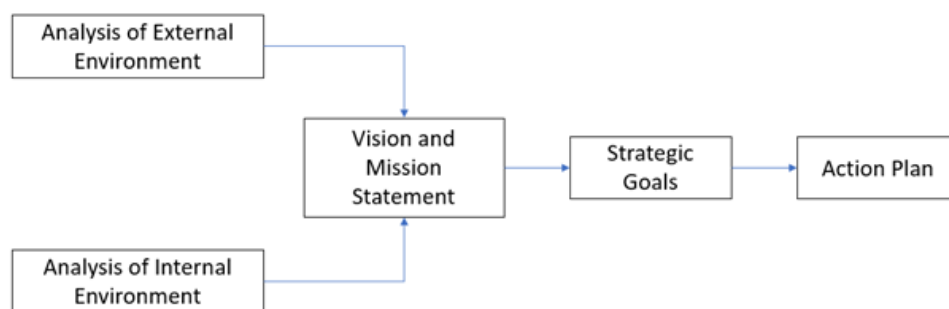 Analysis of External
Environment
Vision and
Mission
Statement
Strategic
Goals
Action Plan
Analysis of Internal
Environment